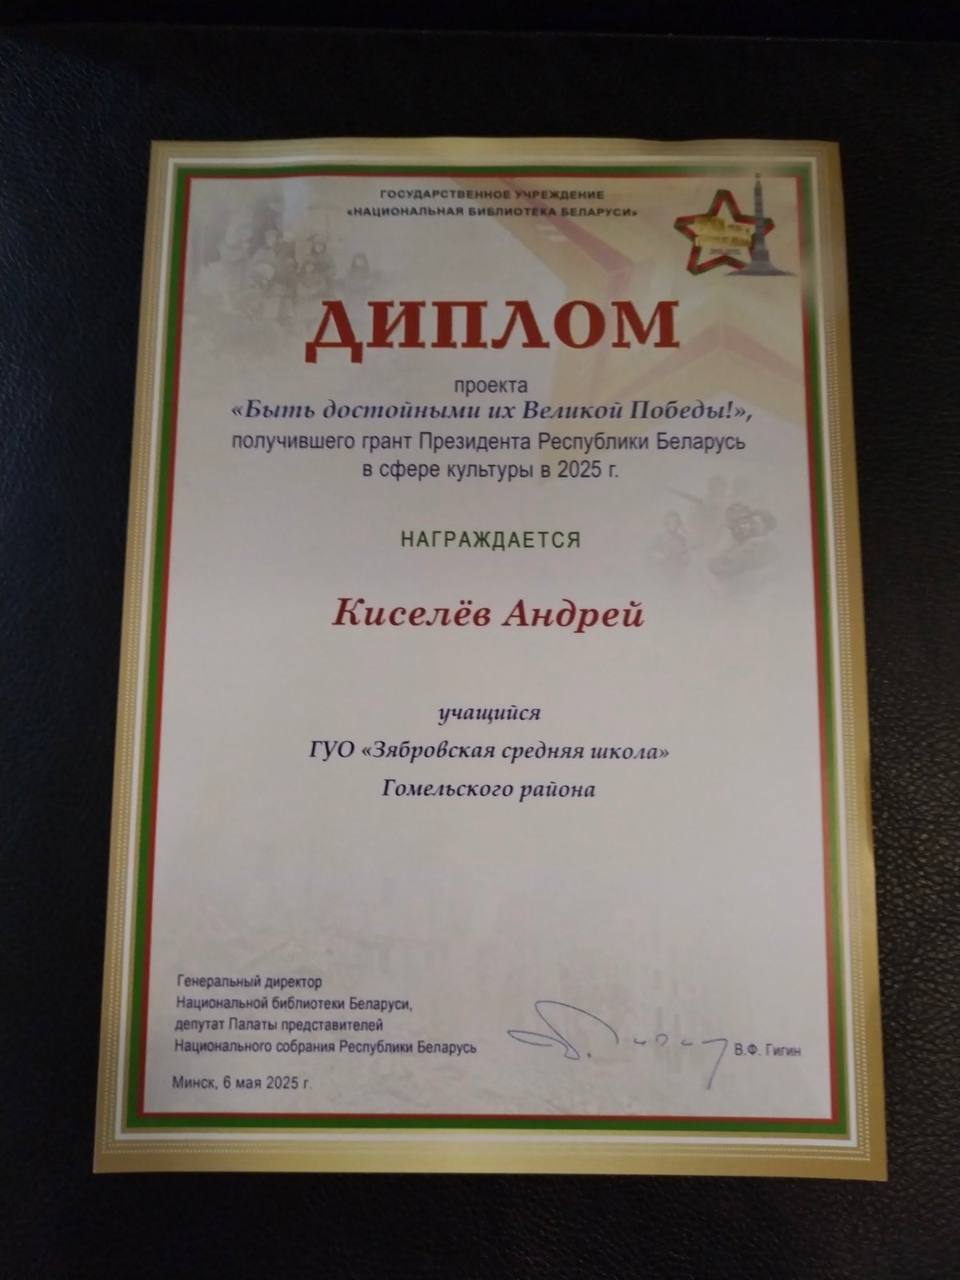 ГОСУДАРСТВЕННОЕ УЧРЕЖДЕНИЕ
«НАЦИОНАЛЬНАЯ БИБЛИОТЕКА БЕЛАРУСИ»
ДИПЛОМ
проекта
«Быть достойными их Великой Победы!»,
получившего грант Президента Республики Беларусь
в сфере культуры в 2025 г.
НАГРАЖДАЕТСЯ
Киселёв Андрей
учащийся
ГУО «Зябровская средняя школа»
Гомельского района
Генеральный директор
Национальной библиотеки Беларуси,
депутат Палаты представителей
Национального собрания Республики Беларусь
В.Ф. Гигин
Минск, 6 мая 2025 г.